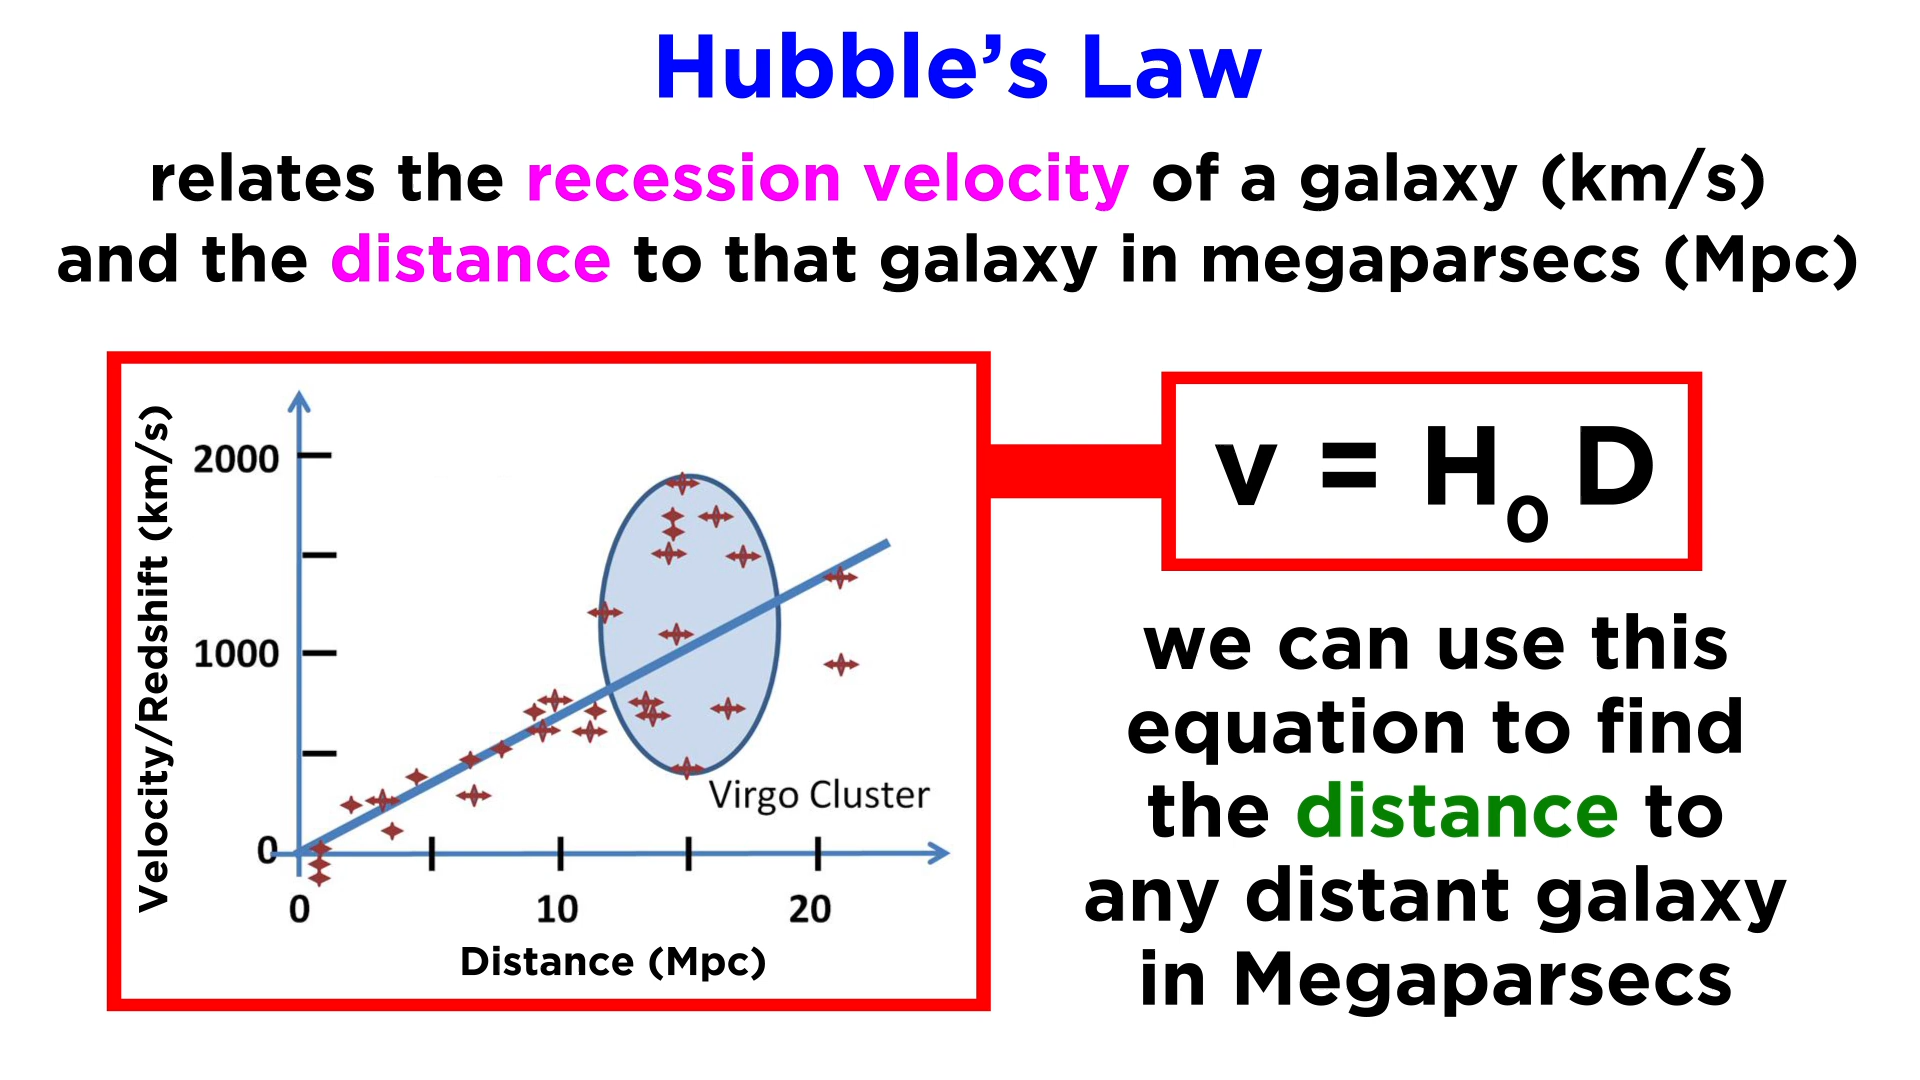 Hubble’s Law
relates the recession velocity of a galaxy (km/s)
and the distance to that galaxy in megaparsecs (Mpc)
Velocity/Redshift (km/s)
2000
1000
0
0 10 20
Distance (Mpc)
Virgo Cluster
v = H₀ D
we can use this
equation to find
the distance to
any distant galaxy
in Megaparsecs